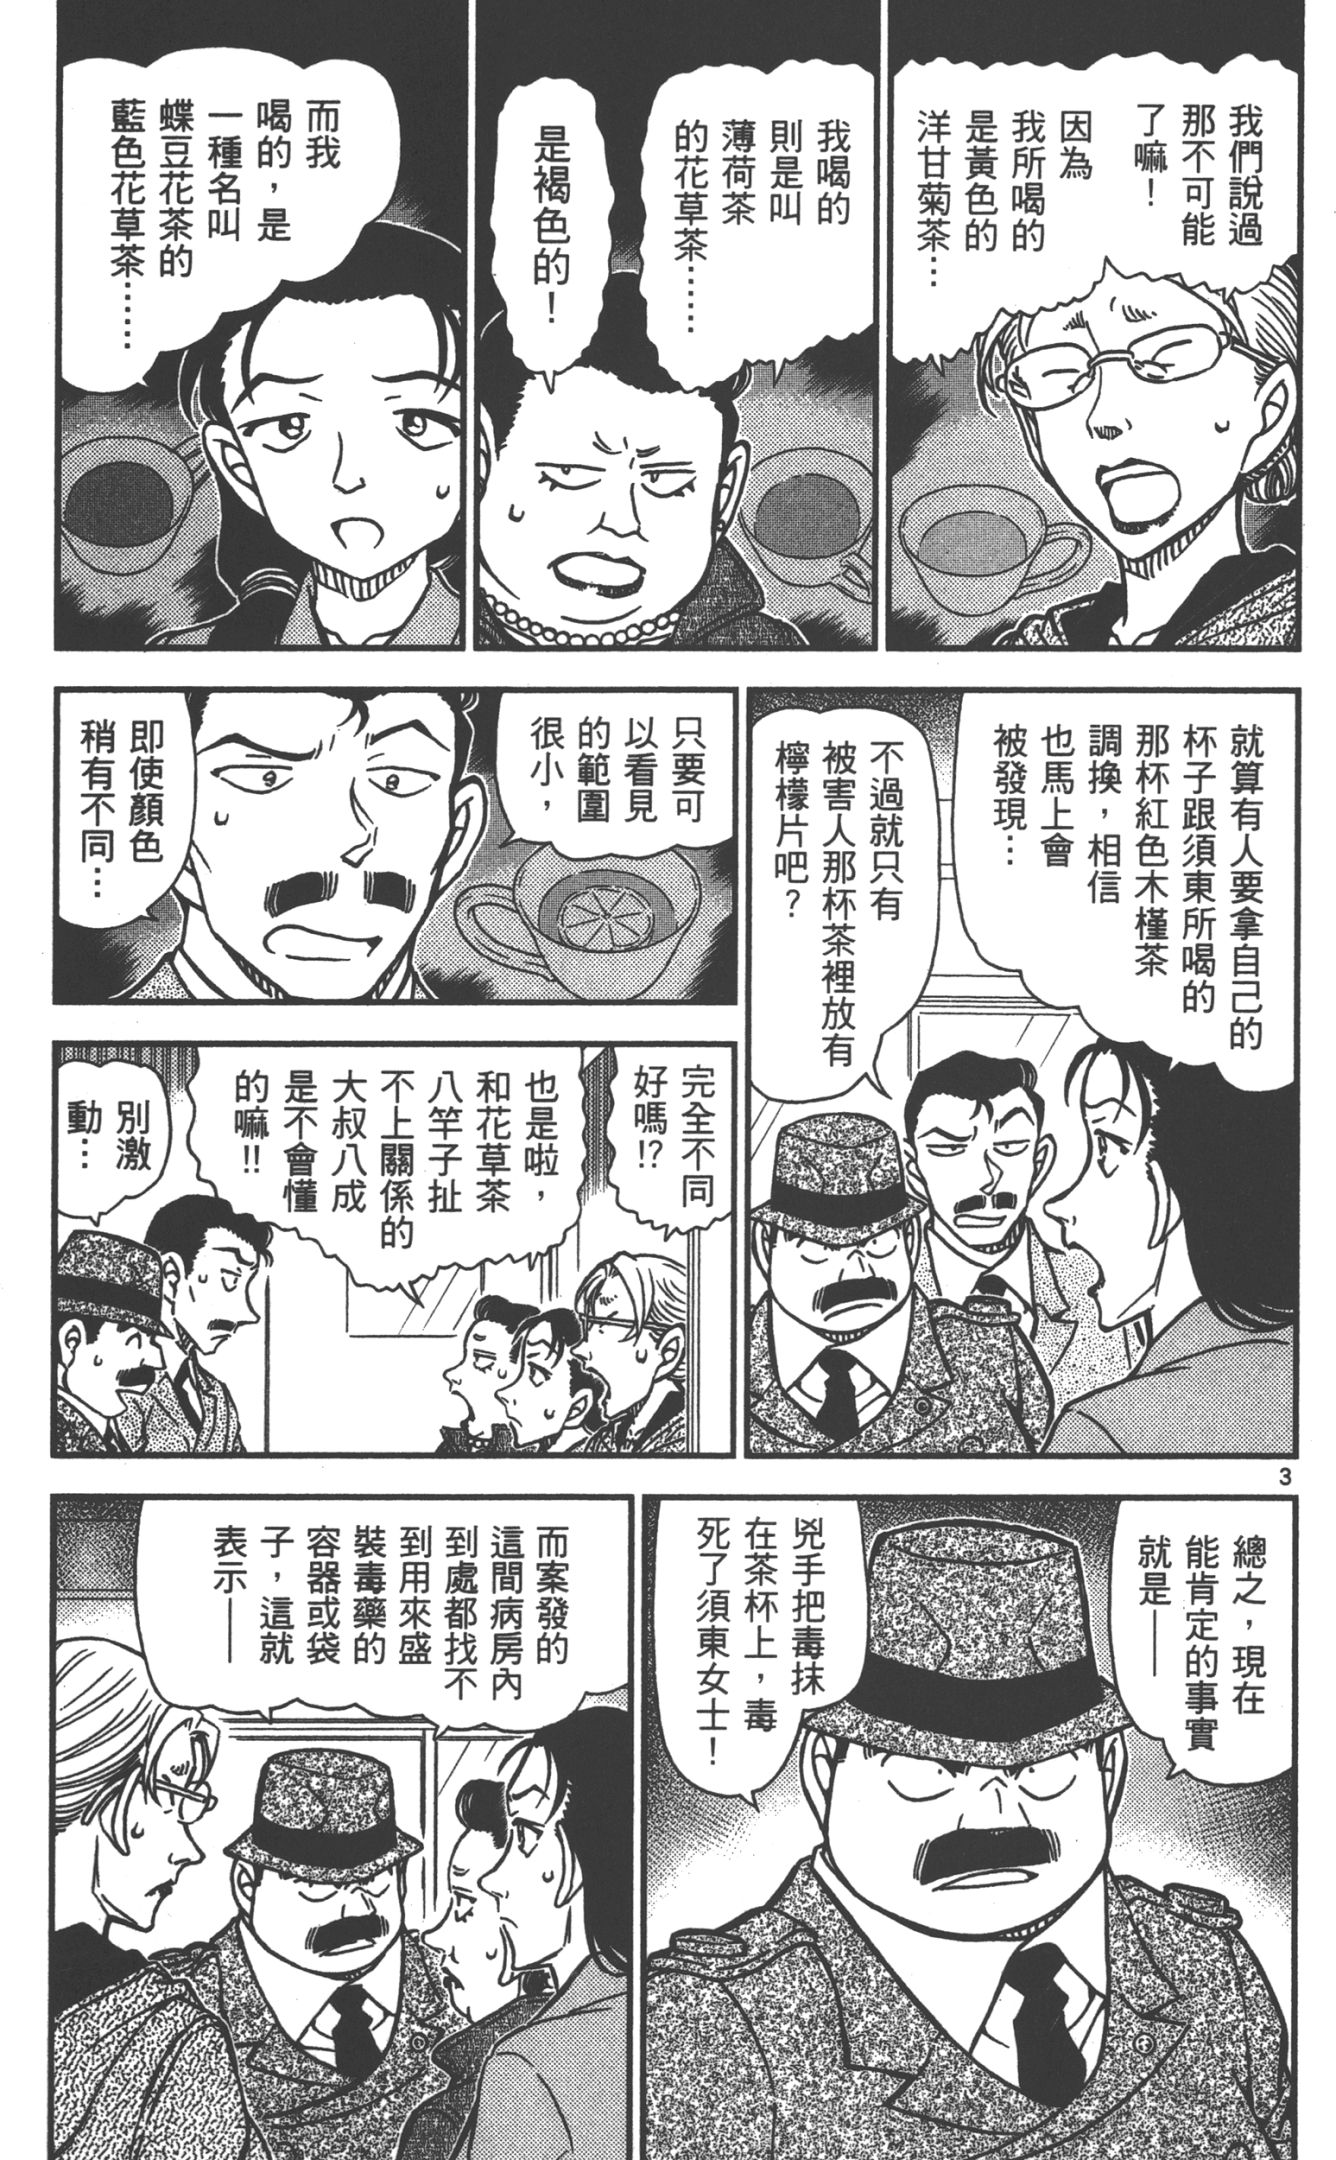 我們說過
那不可能
了嘛！
因為
我所喝的
是黃色的
洋甘菊茶…
我喝的
則是叫
薄荷茶
的花草茶……
是褐色的！
而我
喝的，是
一種名叫
蝶豆花茶的
藍色花草茶……
就算有人要拿自己的
杯子跟須東所喝的
那杯紅色木槿茶
調換，相信
也馬上會
被發現…
不過就只有
被害人那杯茶裡放有
檸檬片吧？
只要可
以看見
的範圍
很小，
即使顏色
稍有不同…
完全不同
好嗎!?
也是啦，
和花草茶
八竿子扯
不上關係的
大叔八成
是不會懂
的嘛!!
別激
動…
3
總之，現在
能肯定的事實
就是——
兇手把毒抹
在茶杯上，毒
死了須東女士！
而案發的
這間病房內
到處都找不
到用來盛
裝毒藥的
容器或袋
子，這就
表示——